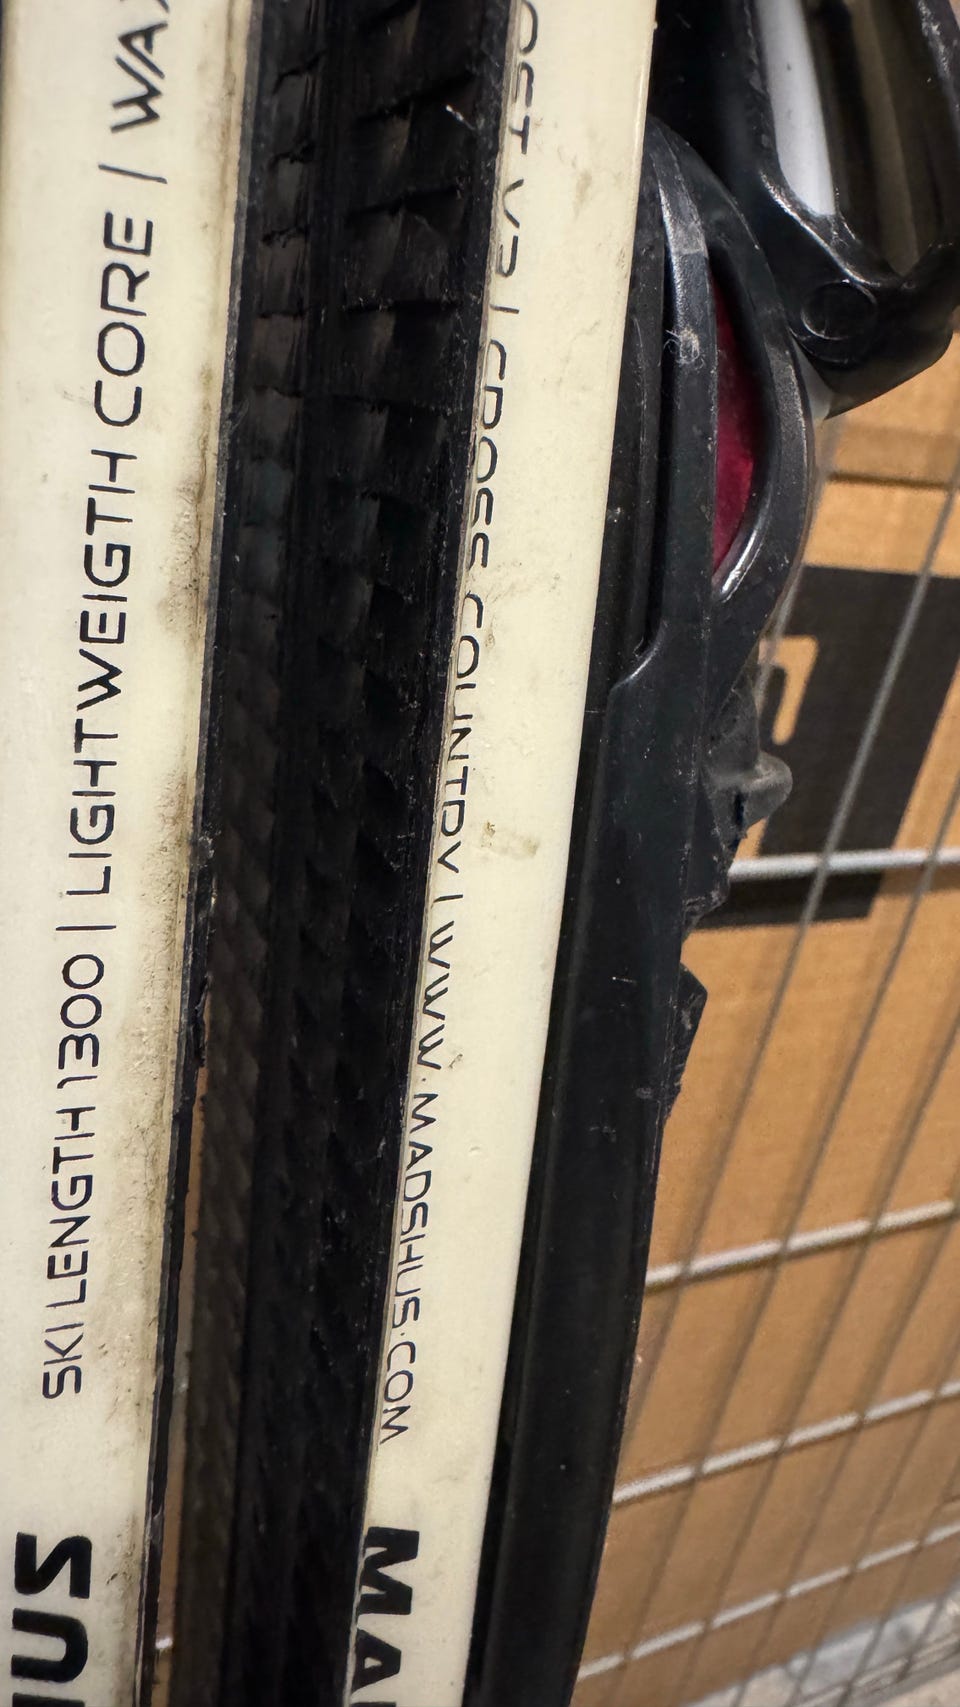 SKI LENGTH 1300 | LIGHTWEIGTH CORE |
CROSS COUNTRY | WWW.MADSHUS.COM